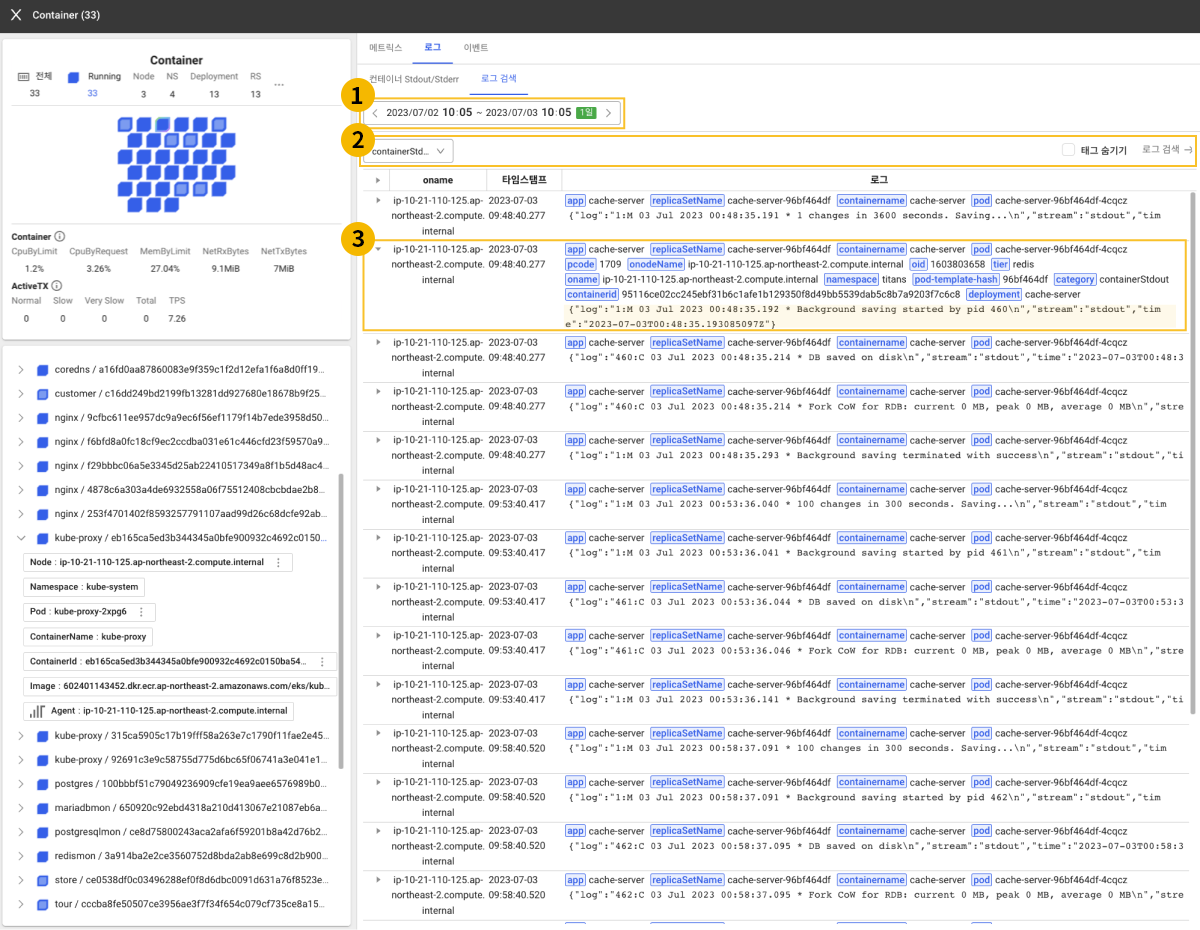 Container (33)
Container
전체 Running Node NS Deployment RS ...
33 33 3 4 13 13
Container
CpuByLimit CpuByRequest MemByLimit NetRxBytes NetTxBytes
1.2% 3.26% 27.04% 9.1MiB 7MiB
ActiveTX
Normal Slow Very Slow Total TPS
0 0 0 0 7.26
coredns / a16fd0aa87860083e9f359c1f2d12efa1f6a8d0ff19...
customer / c16dd249bd2199fb13281dd927680e18678b9f25...
nginx / 9cfbc611ee957dc9a9ec6f56ef1179f14b7ede3958d50...
nginx / f6bfd8a0fc18cf9ec2ccdba031e61c446cfd23f59570a9...
nginx / f29bbbc06a5e3345d25ab22410517349a8f1b5d48ac4...
nginx / 4878c6a303a4de6932558a06f75512408cbcbdae2b8...
nginx / 253f4701402f8593257791107aad99d26c68dcfe92ab...
kube-proxy / eb165ca5ed3b344345a0bfe900932c4692c0150...
Node : ip-10-21-110-125.ap-northeast-2.compute.internal
Namespace : kube-system
Pod : kube-proxy-2xpg6
ContainerName : kube-proxy
ContainerId : eb165ca5ed3b344345a0bfe900932c4692c0150ba54...
Image : 602401143452.dkr.ecr.ap-northeast-2.amazonaws.com/eks/kub...
Agent : ip-10-21-110-125.ap-northeast-2.compute.internal
kube-proxy / 315ca5905c17b19fff58a263e7c1790f11fae2e45...
kube-proxy / 92691c3e9c58755d775d6bc65f06741a3e041e1...
postgres / 100bbbf51c79049236909cfe19ea9aee6576989b0...
mariadbmon / 650920c92ebd4318a210d413067e21087eb6a...
postgresqlmon / ce8d75800243aca2afa6f59201b8a42d76b2...
redismon / 3a914ba2e2ce3560752d8bda2ab8e699c8d2b900...
store / ce0538df0c03496288ef0f8d6dbc0091d631a76f8523e...
tour / cccba8fe50507ce3956ae3f7f34f654c079cf735ce8a15...
메트릭스 로그 이벤트
컨테이너 Stdout/Stderr 로그 검색
1
2023/07/02 10:05 ~ 2023/07/03 10:05 1일
2
containerStd... 태그 숨기기 로그 검색
oname 타임스탬프 로그
ip-10-21-110-125.ap- 2023-07-03 app cache-server replicaSetName cache-server-96bf464df containername cache-server pod cache-server-96bf464df-4cqcz
northeast-2.compute. 09:48:40.277 {"log":"1:M 03 Jul 2023 00:48:35.191 * 1 changes in 3600 seconds. Saving...\n","stream":"stdout","tim
internal
3
ip-10-21-110-125.ap- 2023-07-03 app cache-server replicaSetName cache-server-96bf464df containername cache-server pod cache-server-96bf464df-4cqcz
northeast-2.compute. 09:48:40.277 pcode 1709 onodeName ip-10-21-110-125.ap-northeast-2.compute.internal oid 1603803658 tier redis
internal oname ip-10-21-110-125.ap-northeast-2.compute.internal namespace titans pod-template-hash 96bf464df category containerStdout
containerid 95116ce02cc245ebf31b6c1afe1b129350f8d49bb5539dab5c8b7a9203f7c6c8 deployment cache-server
{"log":"1:M 03 Jul 2023 00:48:35.192 * Background saving started by pid 460\n","stream":"stdout","tim
e":"2023-07-03T00:48:35.193085097Z"}
ip-10-21-110-125.ap- 2023-07-03 app cache-server replicaSetName cache-server-96bf464df containername cache-server pod cache-server-96bf464df-4cqcz
northeast-2.compute. 09:48:40.277 {"log":"460:C 03 Jul 2023 00:48:35.214 * DB saved on disk\n","stream":"stdout","time":"2023-07-03T00:48:3
internal
ip-10-21-110-125.ap- 2023-07-03 app cache-server replicaSetName cache-server-96bf464df containername cache-server pod cache-server-96bf464df-4cqcz
northeast-2.compute. 09:48:40.277 {"log":"460:C 03 Jul 2023 00:48:35.214 * Fork CoW for RDB: current 0 MB, peak 0 MB, average 0 MB\n","stre
internal
ip-10-21-110-125.ap- 2023-07-03 app cache-server replicaSetName cache-server-96bf464df containername cache-server pod cache-server-96bf464df-4cqcz
northeast-2.compute. 09:48:40.277 {"log":"1:M 03 Jul 2023 00:48:35.293 * Background saving terminated with success\n","stream":"stdout","ti
internal
ip-10-21-110-125.ap- 2023-07-03 app cache-server replicaSetName cache-server-96bf464df containername cache-server pod cache-server-96bf464df-4cqcz
northeast-2.compute. 09:53:40.417 {"log":"1:M 03 Jul 2023 00:53:36.040 * 100 changes in 300 seconds. Saving...\n","stream":"stdout","tim
internal
ip-10-21-110-125.ap- 2023-07-03 app cache-server replicaSetName cache-server-96bf464df containername cache-server pod cache-server-96bf464df-4cqcz
northeast-2.compute. 09:53:40.417 {"log":"1:M 03 Jul 2023 00:53:36.041 * Background saving started by pid 461\n","stream":"stdout","tim
internal
ip-10-21-110-125.ap- 2023-07-03 app cache-server replicaSetName cache-server-96bf464df containername cache-server pod cache-server-96bf464df-4cqcz
northeast-2.compute. 09:53:40.417 {"log":"461:C 03 Jul 2023 00:53:36.044 * DB saved on disk\n","stream":"stdout","time":"2023-07-03T00:53:3
internal
ip-10-21-110-125.ap- 2023-07-03 app cache-server replicaSetName cache-server-96bf464df containername cache-server pod cache-server-96bf464df-4cqcz
northeast-2.compute. 09:53:40.417 {"log":"461:C 03 Jul 2023 00:53:36.046 * Fork CoW for RDB: current 0 MB, peak 0 MB, average 0 MB\n","stre
internal
ip-10-21-110-125.ap- 2023-07-03 app cache-server replicaSetName cache-server-96bf464df containername cache-server pod cache-server-96bf464df-4cqcz
northeast-2.compute. 09:53:40.417 {"log":"1:M 03 Jul 2023 00:53:36.141 * Background saving terminated with success\n","stream":"stdout","ti
internal
ip-10-21-110-125.ap- 2023-07-03 app cache-server replicaSetName cache-server-96bf464df containername cache-server pod cache-server-96bf464df-4cqcz
northeast-2.compute. 09:58:40.520 {"log":"1:M 03 Jul 2023 00:58:37.091 * 100 changes in 300 seconds. Saving...\n","stream":"stdout","tim
internal
ip-10-21-110-125.ap- 2023-07-03 app cache-server replicaSetName cache-server-96bf464df containername cache-server pod cache-server-96bf464df-4cqcz
northeast-2.compute. 09:58:40.520 {"log":"1:M 03 Jul 2023 00:58:37.091 * Background saving started by pid 462\n","stream":"stdout","tim
internal
ip-10-21-110-125.ap- 2023-07-03 app cache-server replicaSetName cache-server-96bf464df containername cache-server pod cache-server-96bf464df-4cqcz
northeast-2.compute. 09:58:40.520 {"log":"462:C 03 Jul 2023 00:58:37.095 * DB saved on disk\n","stream":"stdout","time":"2023-07-03T00:58:3
internal
ip-10-21-110-125.ap- 2023-07-03 app cache-server replicaSetName cache-server-96bf464df containername cache-server pod cache-server-96bf464df-4cqcz
northeast-2.compute. 09:58:40.520 {"log":"462:C 03 Jul 2023 00:58:37.095 * Fork CoW for RDB: current 0 MB, peak 0 MB, average 0 MB\n","stre
internal